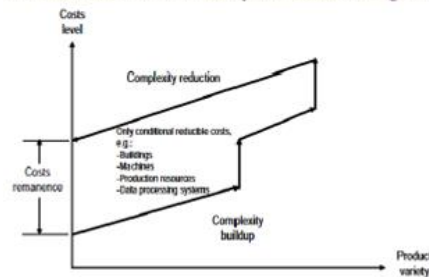 Costs
level
Complexity reduction
Only conditional reducible costs,
e.g.:
-Buildings
-Machines
-Production resources
-Data processing systems
Costs
remanence
Complexity
buildup
Product
variety